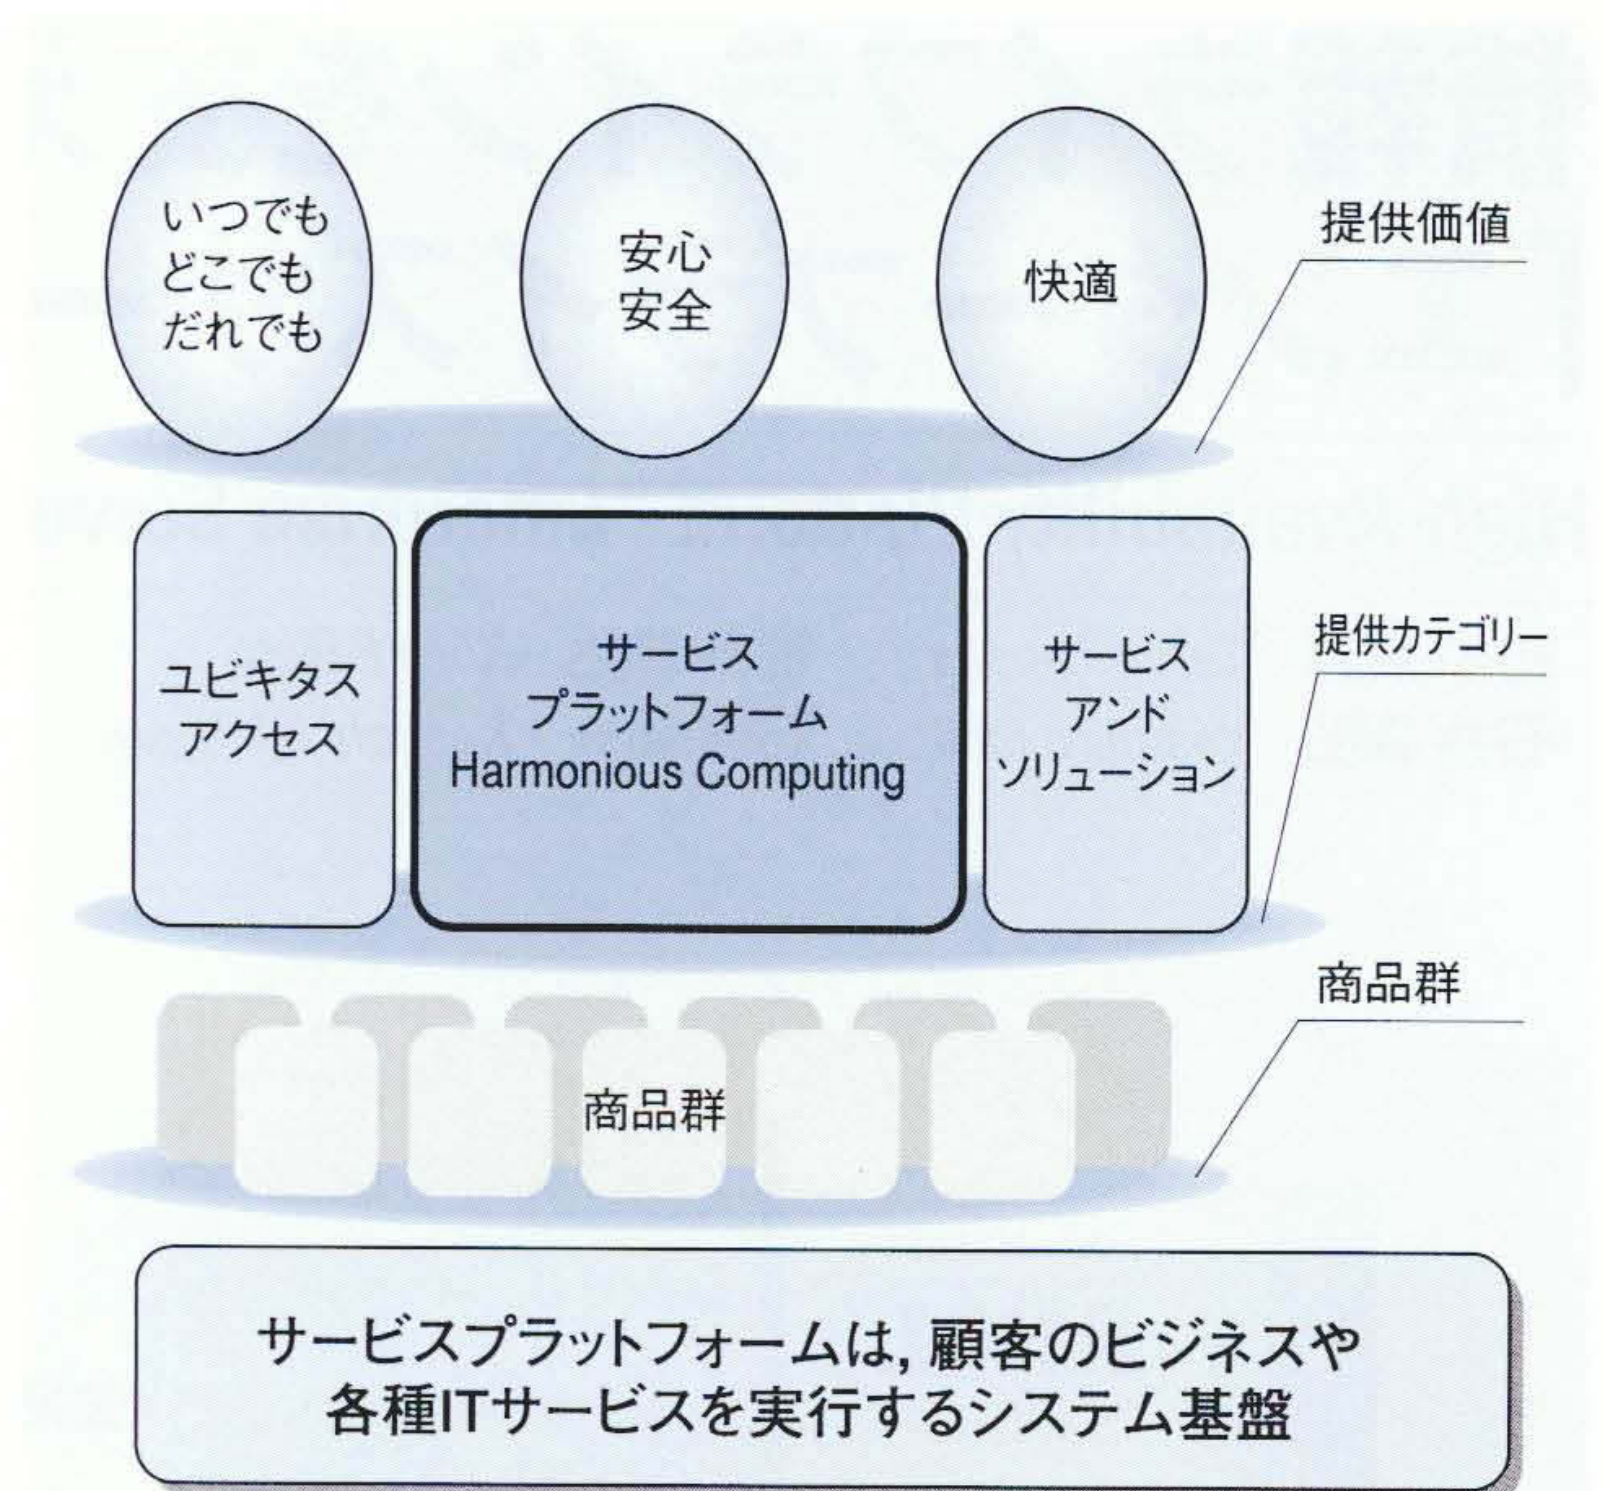 いつでも
どこでも
だれでも
安心
安全
快適
提供価値
ユビキタス
アクセス
サービス
プラットフォーム
Harmonious Computing
サービス
アンド
ソリューション
提供カテゴリー
商品群
商品群
サービスプラットフォームは,顧客のビジネスや
各種ITサービスを実行するシステム基盤